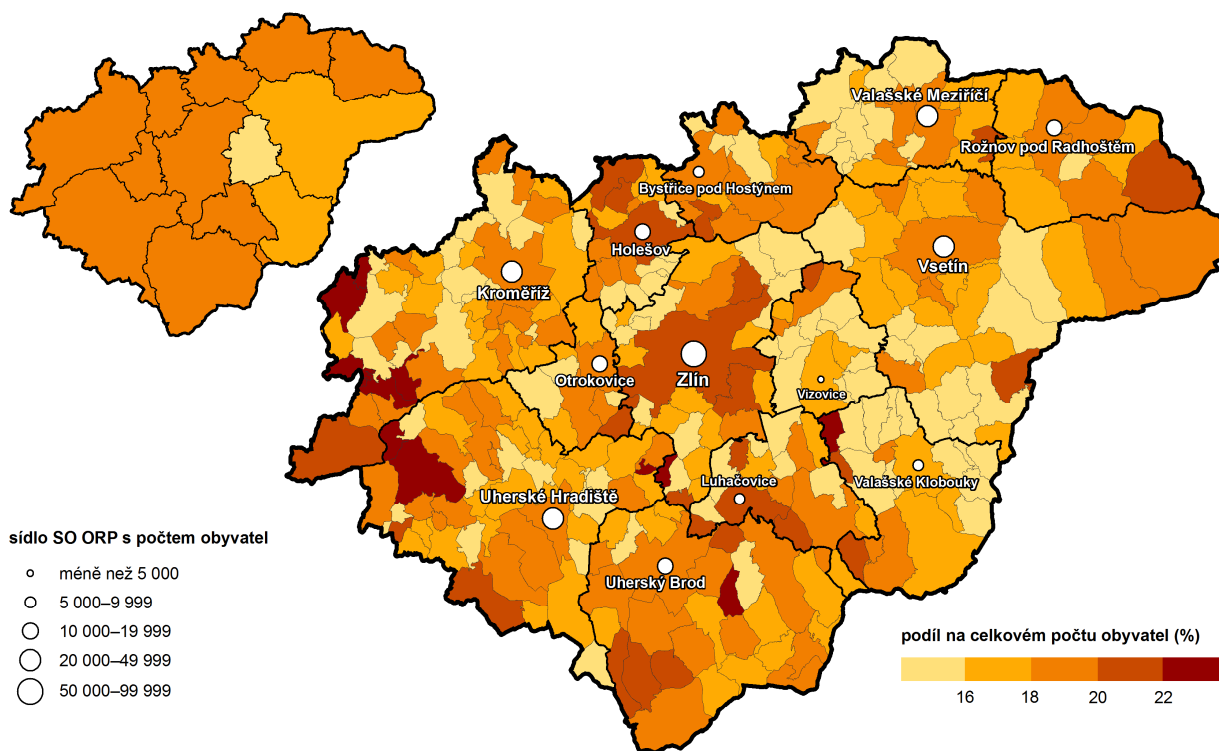 Valašské Meziříčí
Rožnov pod Radhoštěm
Bystřice pod Hostýnem
Holešov
Vsetín
Kroměříž
Otrokovice
Zlín
Vizovice
Luhačovice
Valašské Klobouky
Uherské Hradiště
Uherský Brod
sídlo SO ORP s počtem obyvatel
méně než 5 000
5 000–9 999
10 000–19 999
20 000–49 999
50 000–99 999
podíl na celkovém počtu obyvatel (%)
16 18 20 22